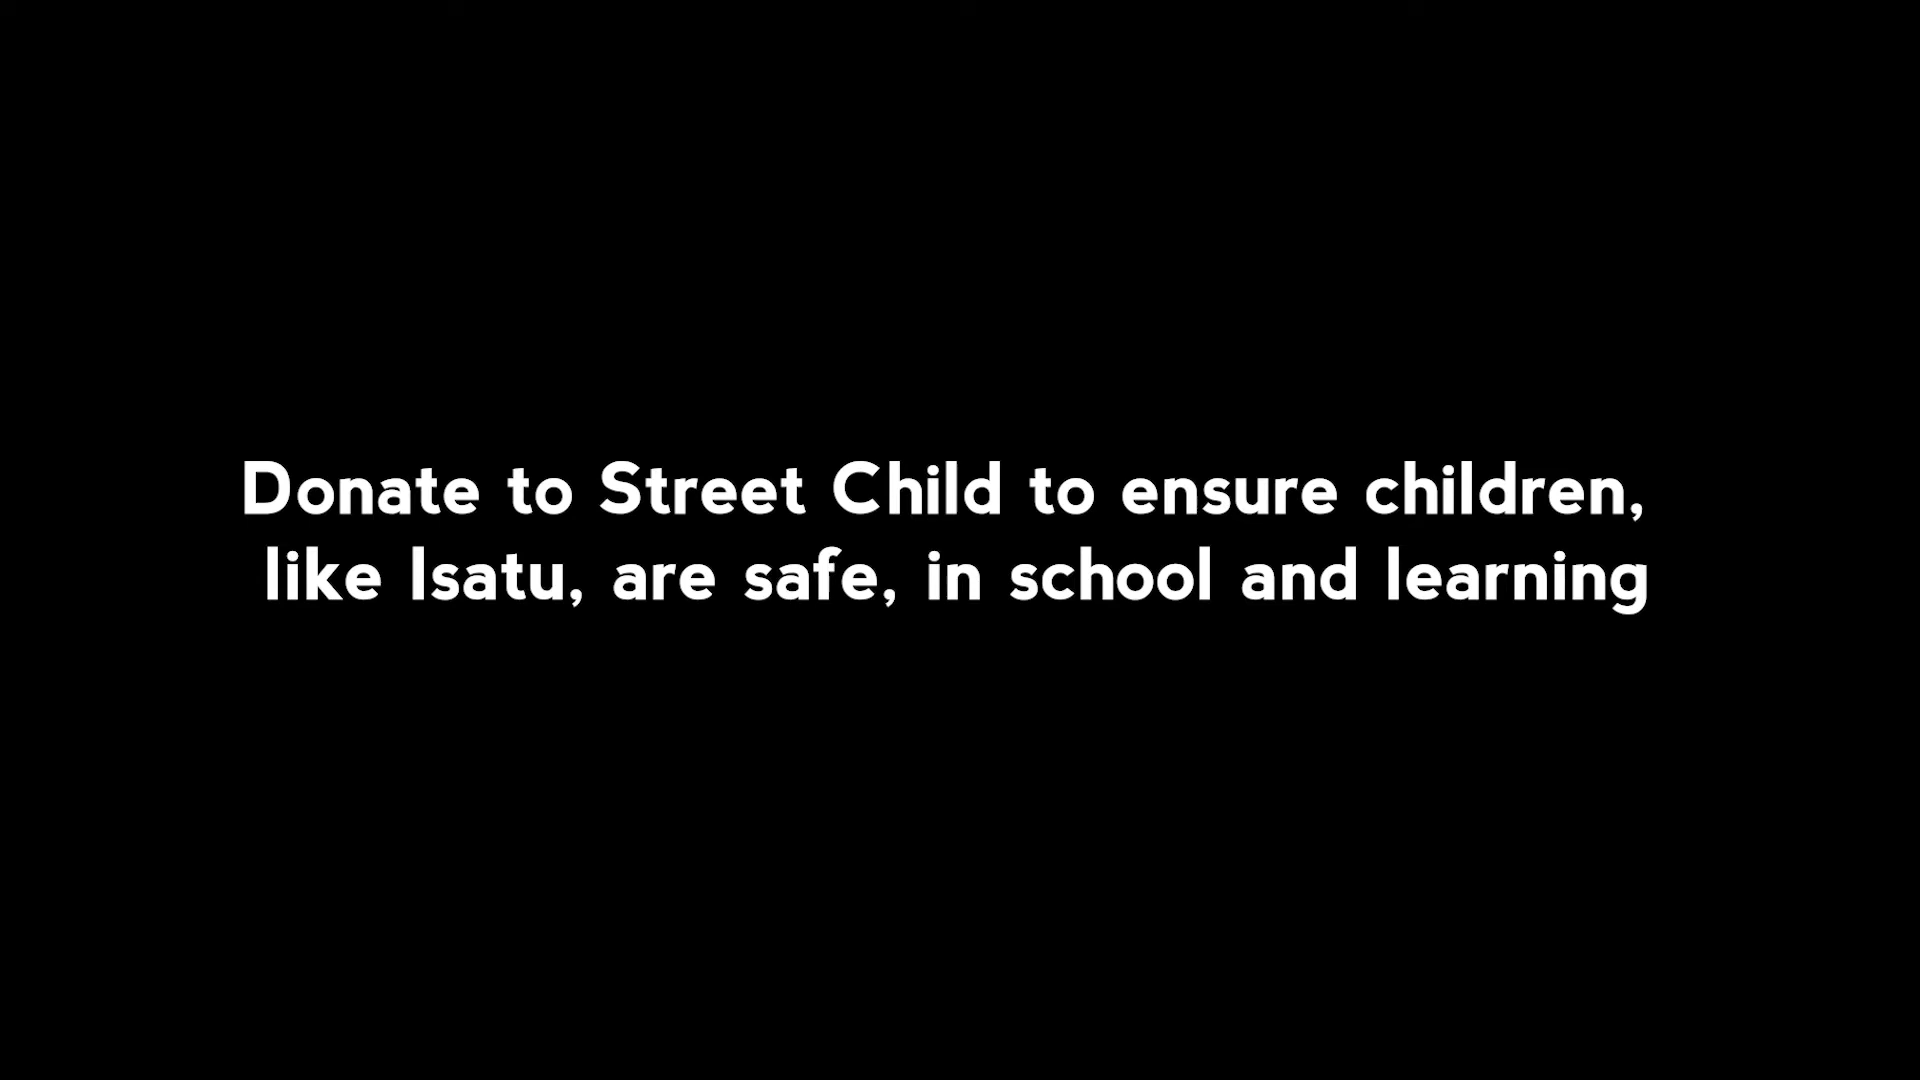 Donate to Street Child to ensure children,
like Isatu, are safe, in school and learning